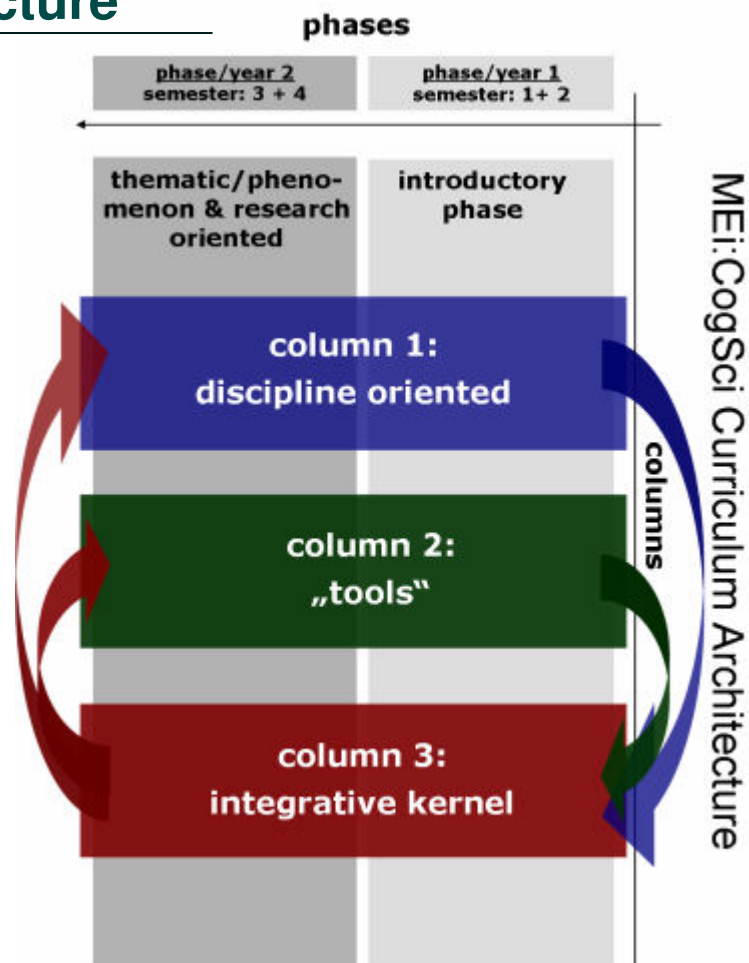 cture
phases
phase/year 2
semester: 3 + 4
phase/year 1
semester: 1+ 2
thematic/pheno-
menon & research
oriented
introductory
phase
column 1:
discipline oriented
column 2:
„tools“
column 3:
integrative kernel
columns
MEi:CogSci Curriculum Architecture